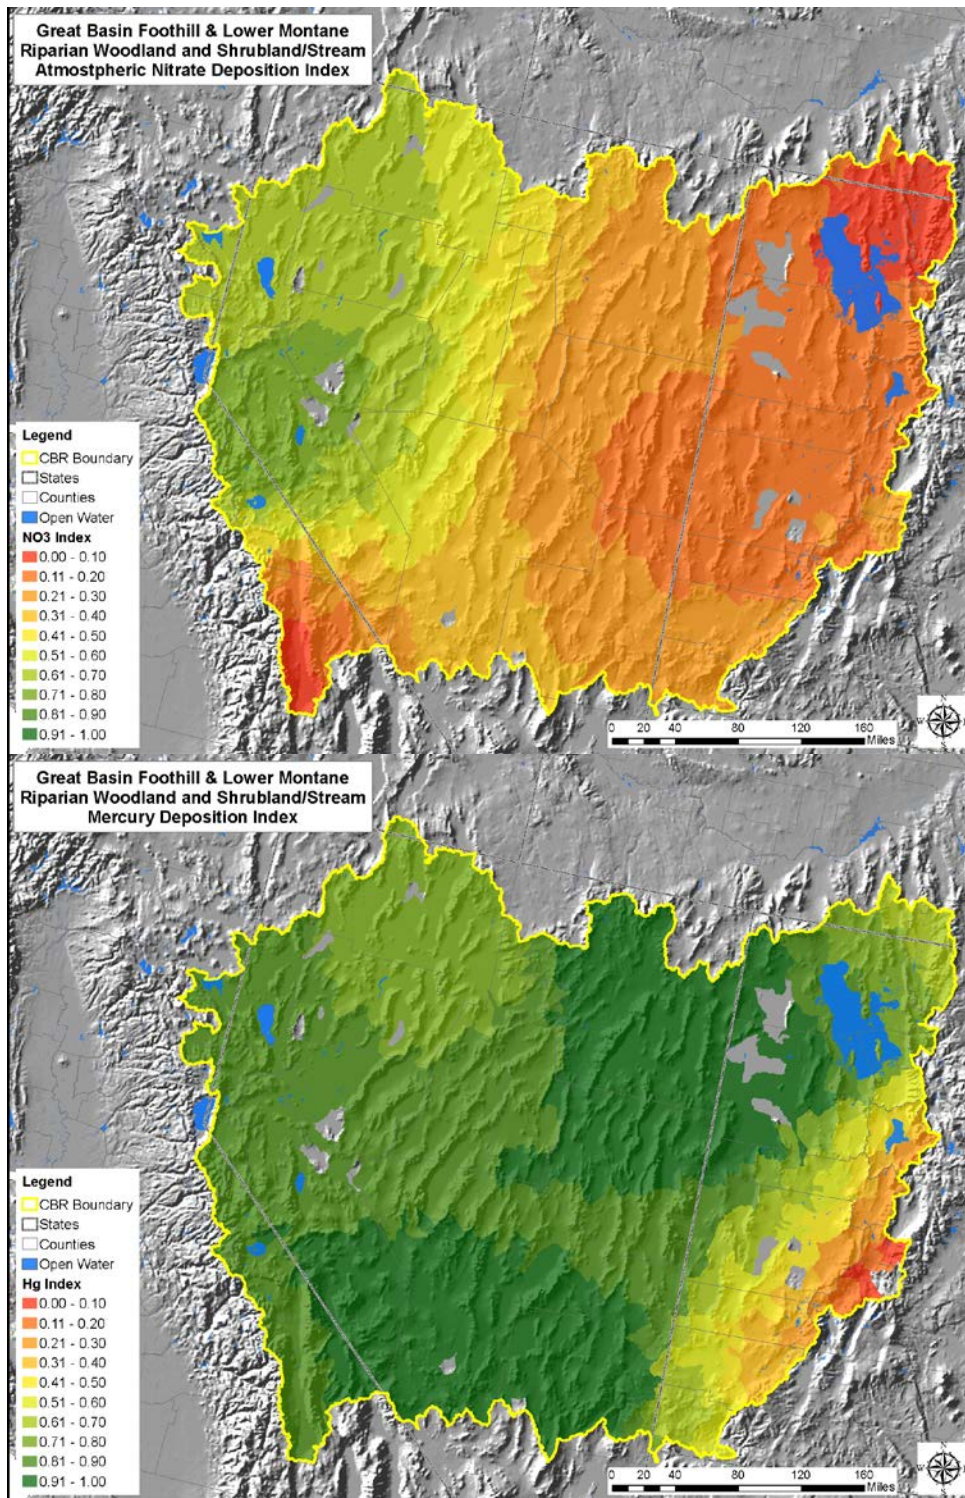 Great Basin Foothill & Lower Montane
Riparian Woodland and Shrubland/Stream
Atmostpheric Nitrate Deposition Index
Legend
CBR Boundary
States
Counties
Open Water
NO3 Index
0.00 - 0.10
0.11 - 0.20
0.21 - 0.30
0.31 - 0.40
0.41 - 0.50
0.51 - 0.60
0.61 - 0.70
0.71 - 0.80
0.81 - 0.90
0.91 - 1.00
0 20 40 80 120 160
Miles
Great Basin Foothill & Lower Montane
Riparian Woodland and Shrubland/Stream
Mercury Deposition Index
Legend
CBR Boundary
States
Counties
Open Water
Hg Index
0.00 - 0.10
0.11 - 0.20
0.21 - 0.30
0.31 - 0.40
0.41 - 0.50
0.51 - 0.60
0.61 - 0.70
0.71 - 0.80
0.81 - 0.90
0.91 - 1.00
0 20 40 80 120 160
Miles